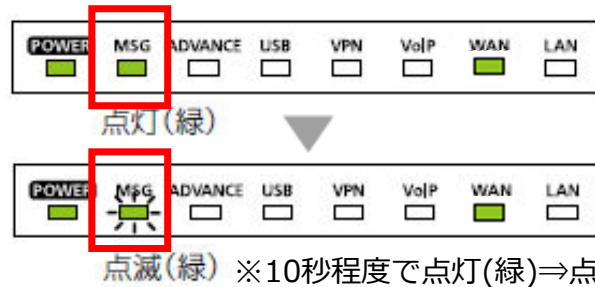 POWER MSG ADVANCE USB VPN VoIP WAN LAN
点灯(緑)
POWER MSG ADVANCE USB VPN VoIP WAN LAN
点滅(緑) ※10秒程度で点灯(緑)⇒点